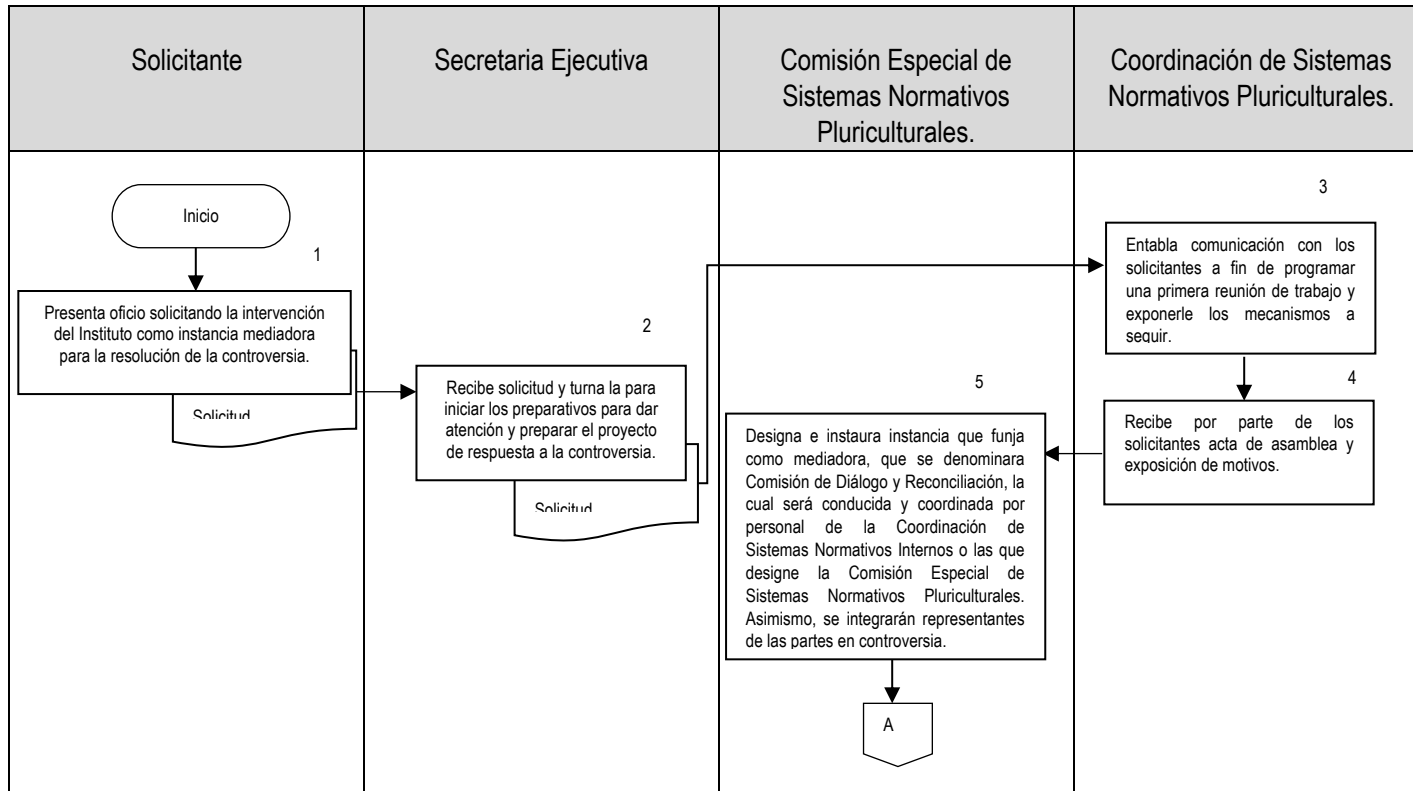 Solicitante
Secretaria Ejecutiva
Comisión Especial de
Sistemas Normativos
Pluriculturales.
Coordinación de Sistemas
Normativos Pluriculturales.
Inicio
1
Presenta oficio solicitando la intervención
del Instituto como instancia mediadora
para la resolución de la controversia.
Solicitud
2
Recibe solicitud y turna la para
iniciar los preparativos para dar
atención y preparar el proyecto
de respuesta a la controversia.
Solicitud
3
Entabla comunicación con los
solicitantes a fin de programar
una primera reunión de trabajo y
exponerle los mecanismos a
seguir.
4
Recibe por parte de los
solicitantes acta de asamblea y
exposición de motivos.
5
Designa e instaura instancia que funja
como mediadora, que se denominara
Comisión de Diálogo y Reconciliación, la
cual será conducida y coordinada por
personal de la Coordinación de
Sistemas Normativos Internos o las que
designe la Comisión Especial de
Sistemas Normativos Pluriculturales.
Asimismo, se integrarán representantes
de las partes en controversia.
A